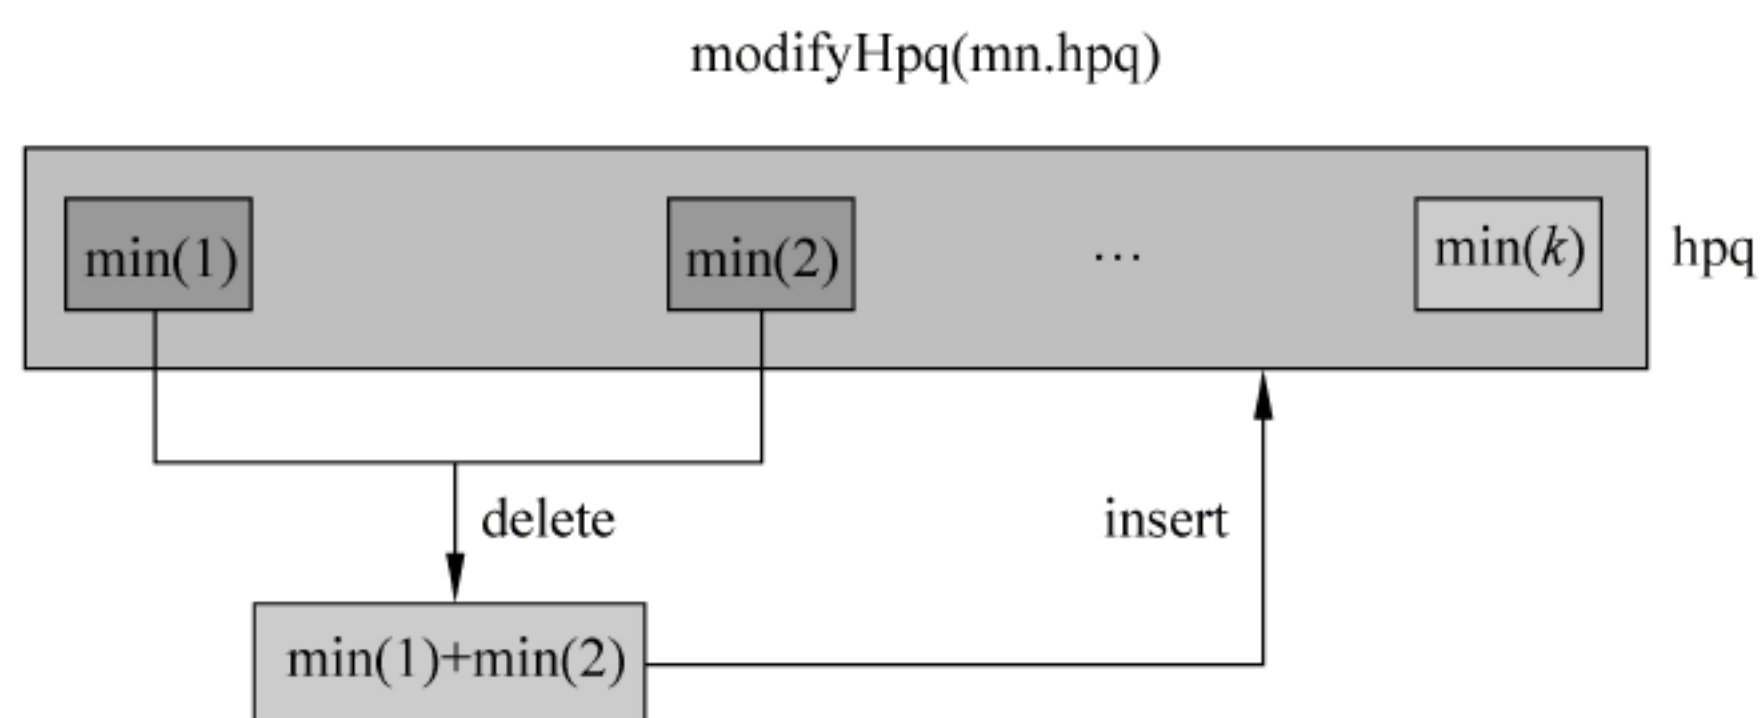 modifyHpq(mn.hpq)
min(1) min(2) ... min(k) hpq
delete insert
min(1)+min(2)